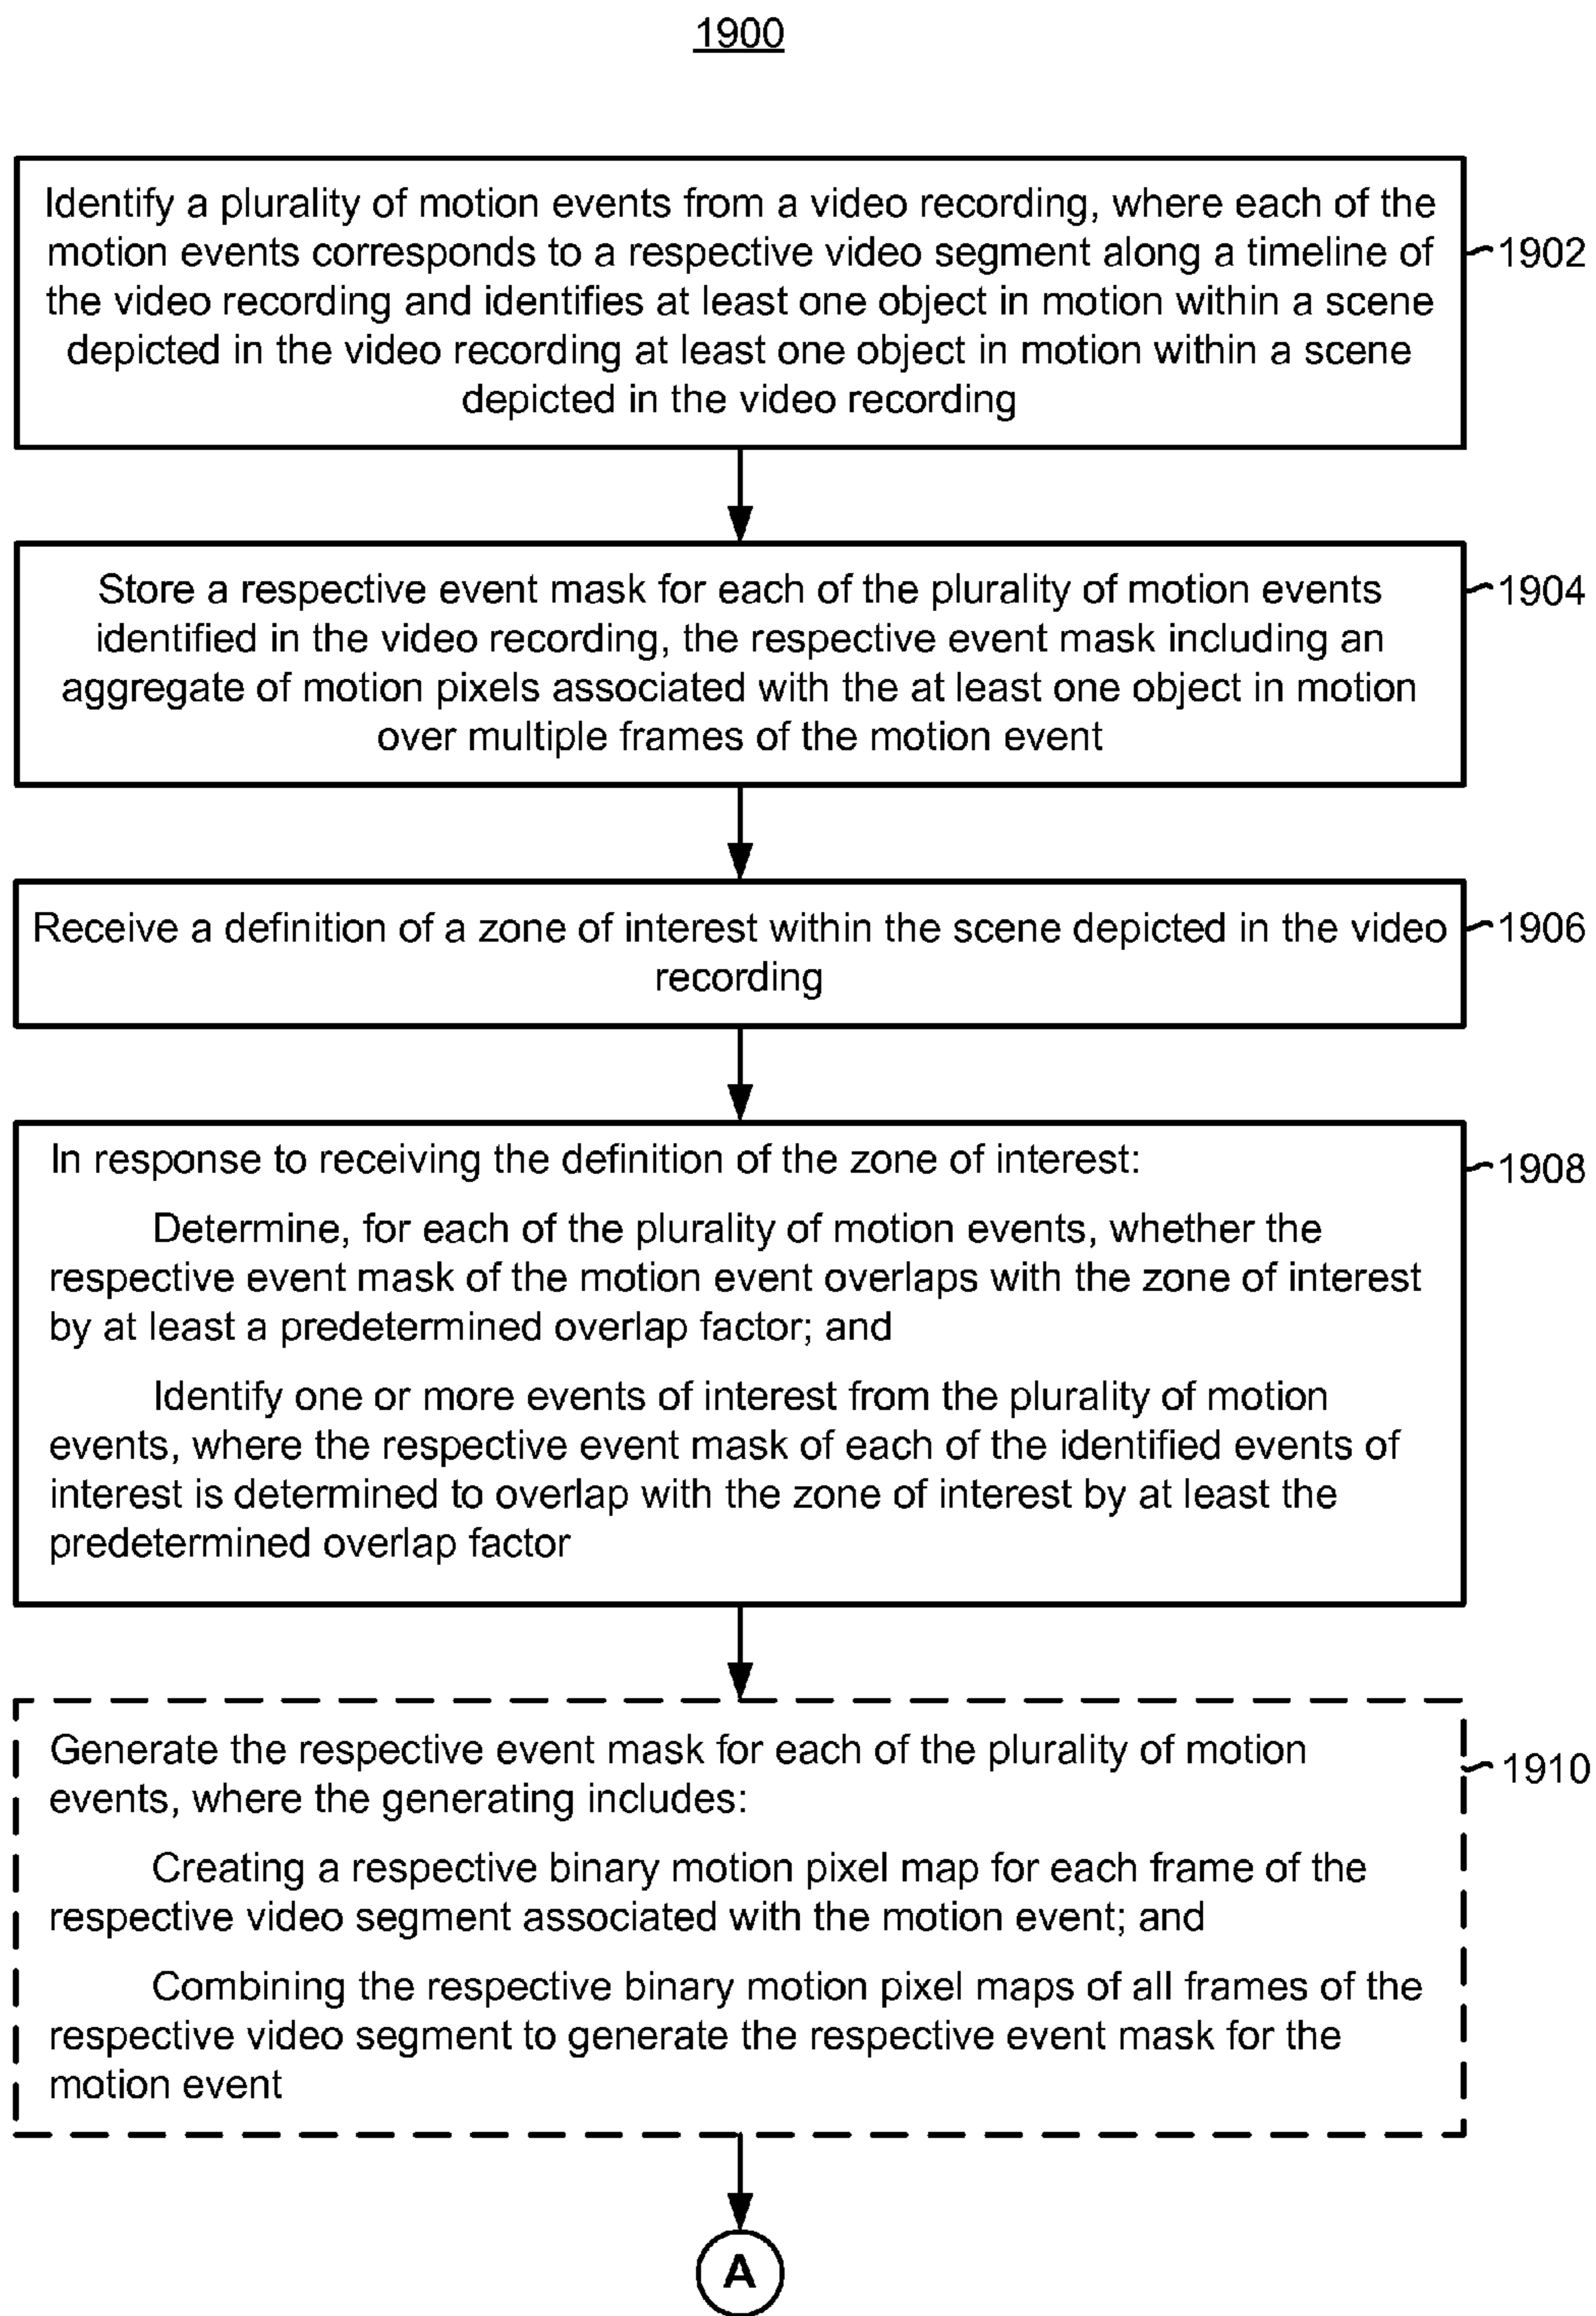 1900
Identify a plurality of motion events from a video recording, where each of the
motion events corresponds to a respective video segment along a timeline of
the video recording and identifies at least one object in motion within a scene
depicted in the video recording at least one object in motion within a scene
depicted in the video recording
1902
Store a respective event mask for each of the plurality of motion events
identified in the video recording, the respective event mask including an
aggregate of motion pixels associated with the at least one object in motion
over multiple frames of the motion event
1904
Receive a definition of a zone of interest within the scene depicted in the video
recording
1906
In response to receiving the definition of the zone of interest:
Determine, for each of the plurality of motion events, whether the
respective event mask of the motion event overlaps with the zone of interest
by at least a predetermined overlap factor; and
Identify one or more events of interest from the plurality of motion
events, where the respective event mask of each of the identified events of
interest is determined to overlap with the zone of interest by at least the
predetermined overlap factor
1908
Generate the respective event mask for each of the plurality of motion
events, where the generating includes:
Creating a respective binary motion pixel map for each frame of the
respective video segment associated with the motion event; and
Combining the respective binary motion pixel maps of all frames of the
respective video segment to generate the respective event mask for the
motion event
1910
A